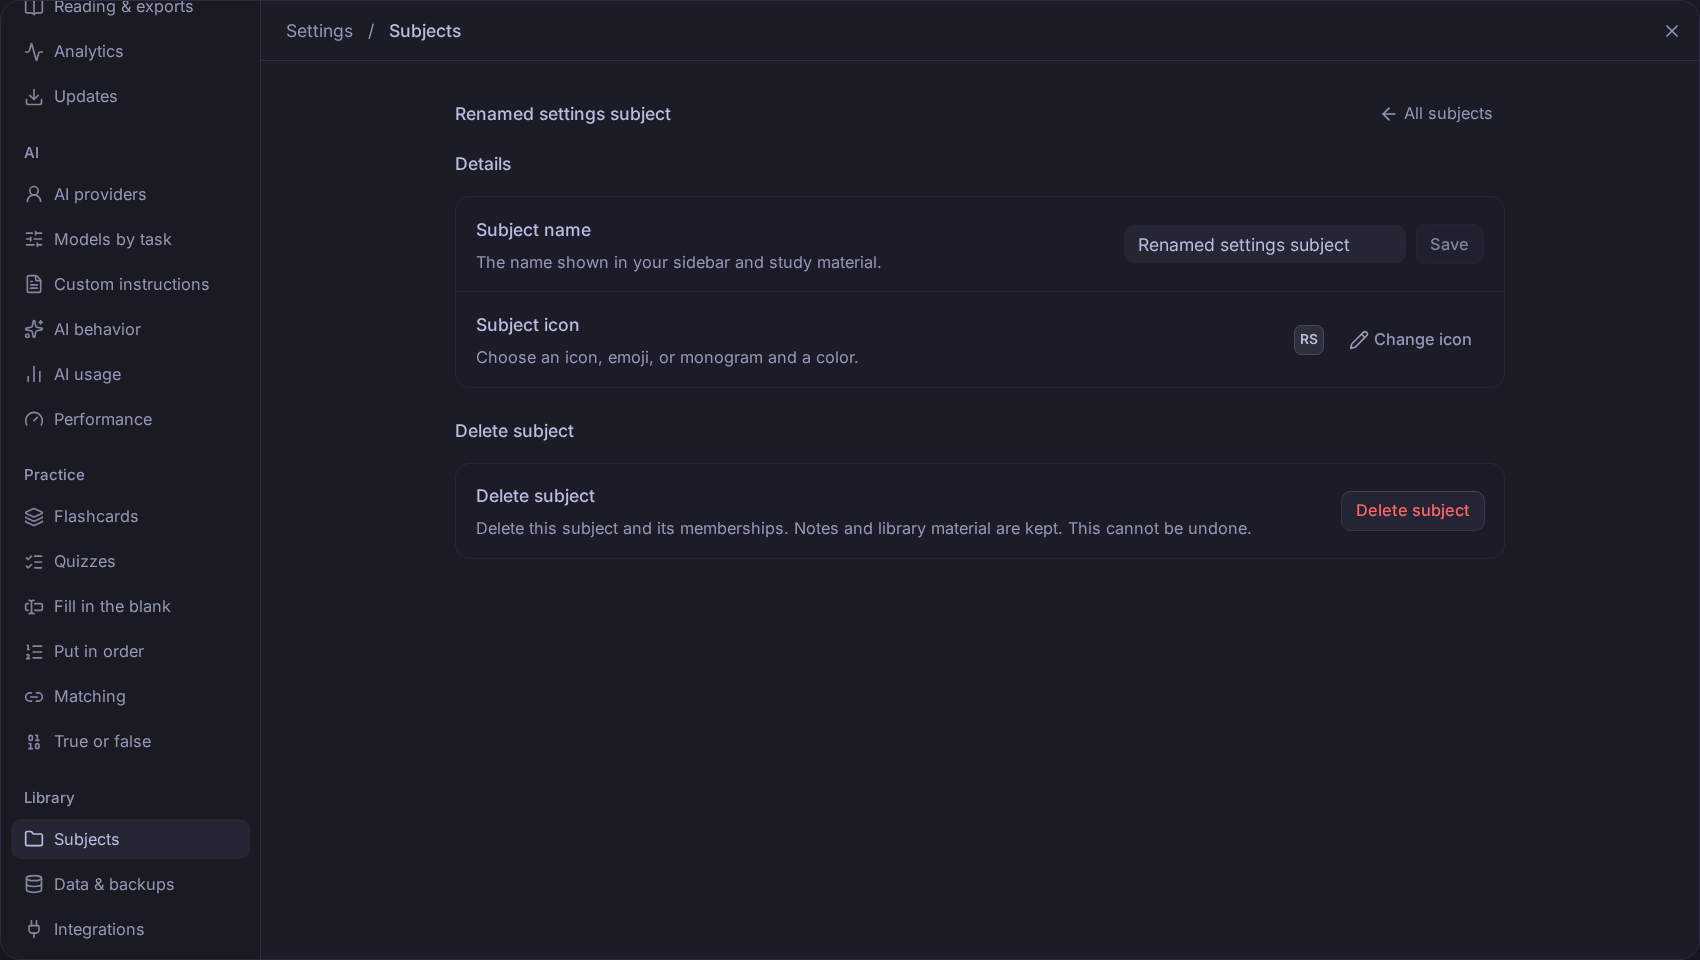 Reading & exports
Analytics
Updates
AI
AI providers
Models by task
Custom instructions
AI behavior
AI usage
Performance
Practice
Flashcards
Quizzes
Fill in the blank
Put in order
Matching
True or false
Library
Subjects
Data & backups
Integrations
Settings / Subjects
Renamed settings subject
All subjects
Details
Subject name
The name shown in your sidebar and study material.
Renamed settings subject
Save
Subject icon
Choose an icon, emoji, or monogram and a color.
RS
Change icon
Delete subject
Delete subject
Delete this subject and its memberships. Notes and library material are kept. This cannot be undone.
Delete subject